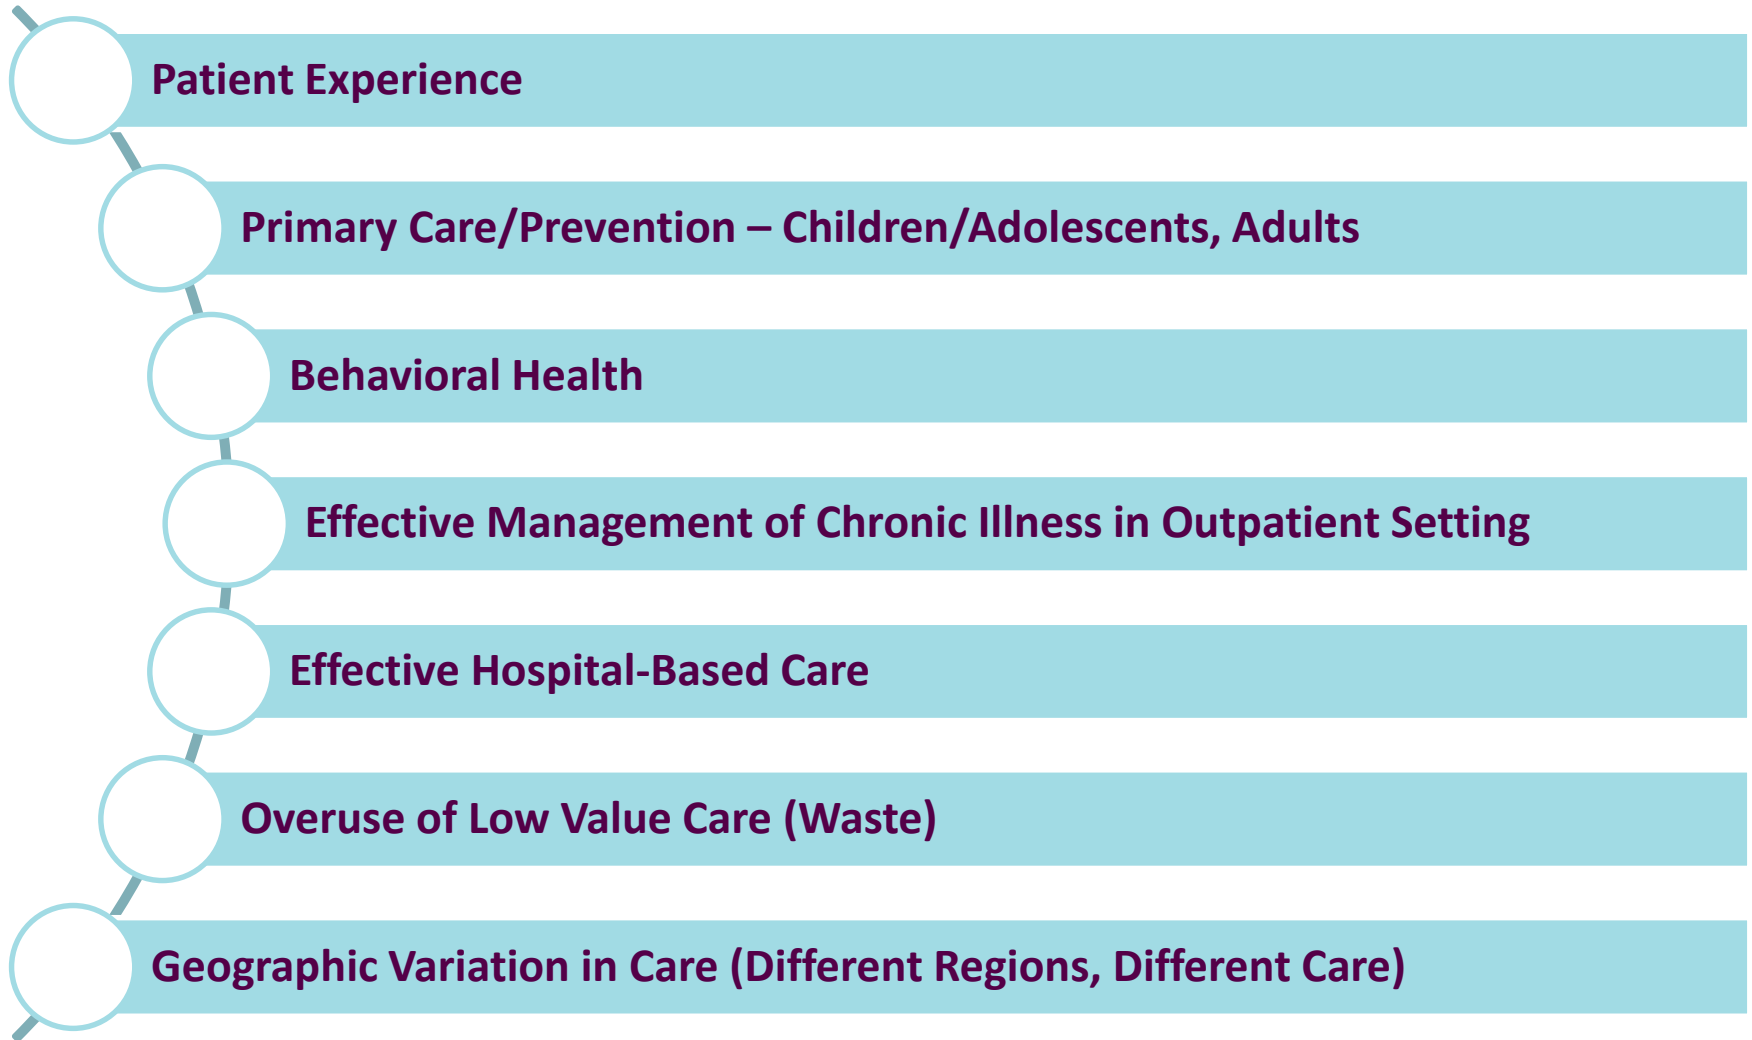 Patient Experience
Primary Care/Prevention – Children/Adolescents, Adults
Behavioral Health
Effective Management of Chronic Illness in Outpatient Setting
Effective Hospital-Based Care
Overuse of Low Value Care (Waste)
Geographic Variation in Care (Different Regions, Different Care)